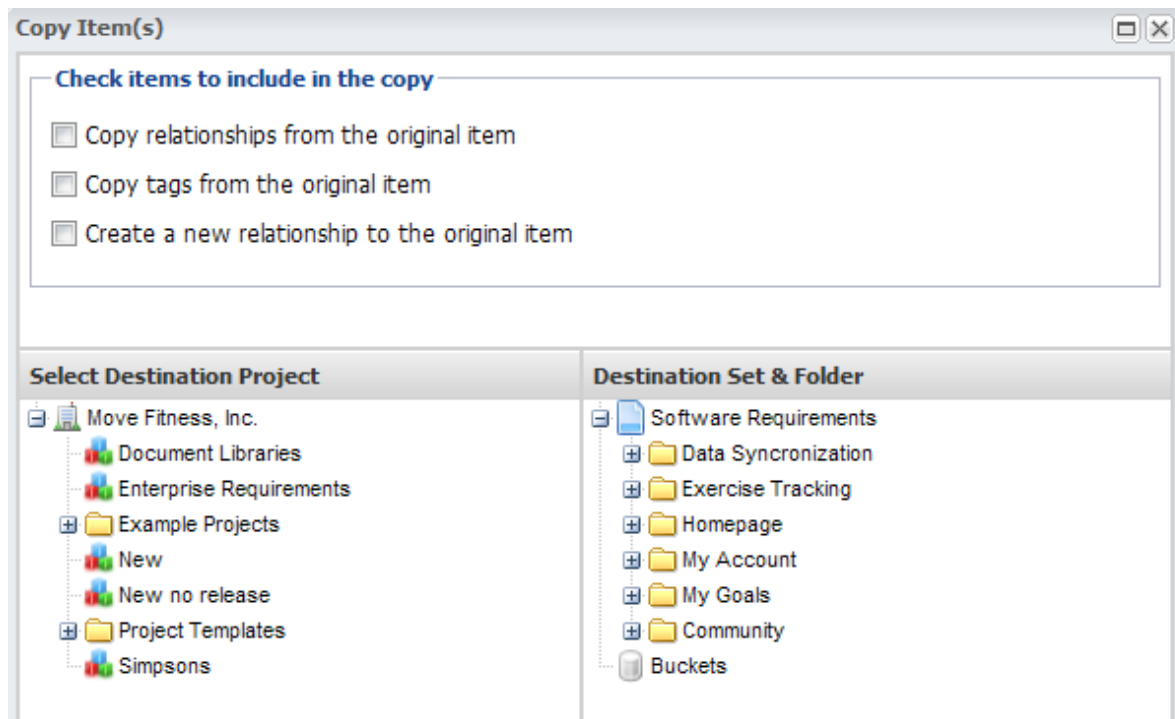 Copy Item(s)
Check items to include in the copy
Copy relationships from the original item
Copy tags from the original item
Create a new relationship to the original item
Select Destination Project
Move Fitness, Inc.
Document Libraries
Enterprise Requirements
Example Projects
New
New no release
Project Templates
Simpsons
Destination Set & Folder
Software Requirements
Data Syncronization
Exercise Tracking
Homepage
My Account
My Goals
Community
Buckets